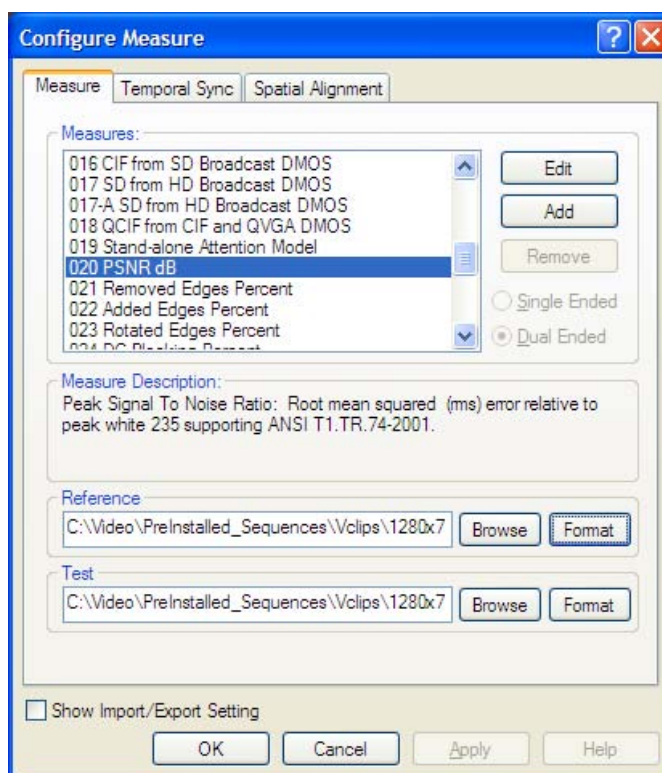 Configure Measure
Measure
Temporal Sync
Spatial Alignment
Measures:
016 CIF from SD Broadcast DMOS
017 SD from HD Broadcast DMOS
017-A SD from HD Broadcast DMOS
018 QCIF from CIF and QVGA DMOS
019 Stand-alone Attention Model
020 PSNR dB
021 Removed Edges Percent
022 Added Edges Percent
023 Rotated Edges Percent
024 DC Blocking Percent
Edit
Add
Remove
Single Ended
Dual Ended
Measure Description:
Peak Signal To Noise Ratio: Root mean squared (rms) error relative to
peak white 235 supporting ANSI T1.TR.74-2001.
Reference
C:\Video\PreInstalled_Sequences\Vclips\1280x7
Browse
Format
Test
C:\Video\PreInstalled_Sequences\Vclips\1280x7
Browse
Format
Show Import/Export Setting
OK
Cancel
Apply
Help